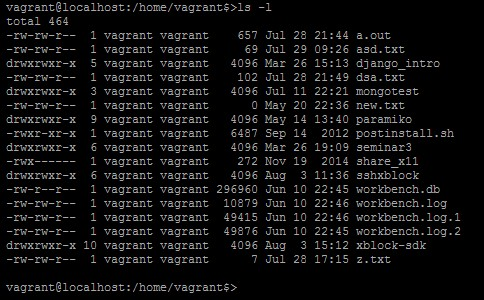 vagrant@localhost:/home/vagrant$>ls -l
total 464
-rw-rw-r--  1 vagrant vagrant    657 Jul 28 21:44 a.out
-rw-rw-r--  1 vagrant vagrant     69 Jul 29 09:26 asd.txt
drwxrwxr-x  5 vagrant vagrant   4096 Mar 26 15:13 django_intro
-rw-rw-r--  1 vagrant vagrant    102 Jul 28 21:49 dsa.txt
drwxrwxr-x  3 vagrant vagrant   4096 Jul 11 22:21 mongotest
-rw-rw-r--  1 vagrant vagrant      0 May 20 22:36 new.txt
drwxrwxr-x  9 vagrant vagrant   4096 May 14 13:40 paramiko
-rwxr-xr-x  1 vagrant vagrant   6487 Sep 14  2012 postinstall.sh
drwxrwxr-x  6 vagrant vagrant   4096 Mar 26 19:09 seminar3
-rwx------  1 vagrant vagrant    272 Nov 19  2014 share_x11
drwxrwxr-x  6 vagrant vagrant   4096 Aug  3 11:36 sshxblock
-rw-r--r--  1 vagrant vagrant 296960 Jun 10 22:45 workbench.db
-rw-rw-r--  1 vagrant vagrant  10879 Jun 10 22:46 workbench.log
-rw-rw-r--  1 vagrant vagrant  49415 Jun 10 22:46 workbench.log.1
-rw-rw-r--  1 vagrant vagrant  49876 Jun 10 22:45 workbench.log.2
drwxrwxr-x 10 vagrant vagrant   4096 Aug  3 15:12 xblock-sdk
-rw-rw-r--  1 vagrant vagrant      7 Jul 28 17:15 z.txt
vagrant@localhost:/home/vagrant$>